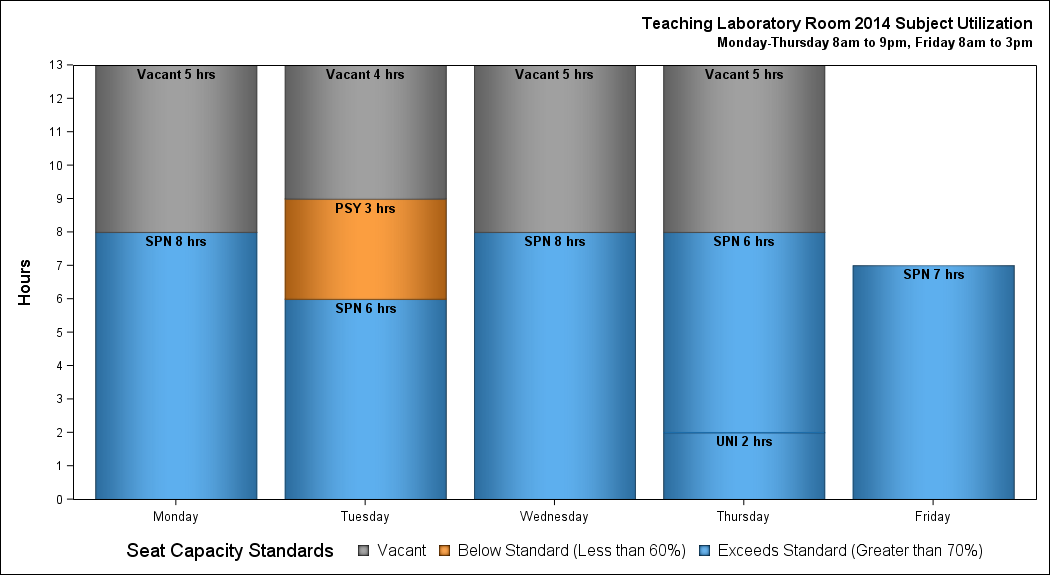 Teaching Laboratory Room 2014 Subject Utilization
Monday-Thursday 8am to 9pm, Friday 8am to 3pm
Hours
13
12
11
10
9
8
7
6
5
4
3
2
1
0
Vacant 5 hrs
SPN 8 hrs
Vacant 4 hrs
PSY 3 hrs
SPN 6 hrs
Vacant 5 hrs
SPN 8 hrs
Vacant 5 hrs
SPN 6 hrs
UNI 2 hrs
SPN 7 hrs
Monday Tuesday Wednesday Thursday Friday
Seat Capacity Standards Vacant Below Standard (Less than 60%) Exceeds Standard (Greater than 70%)